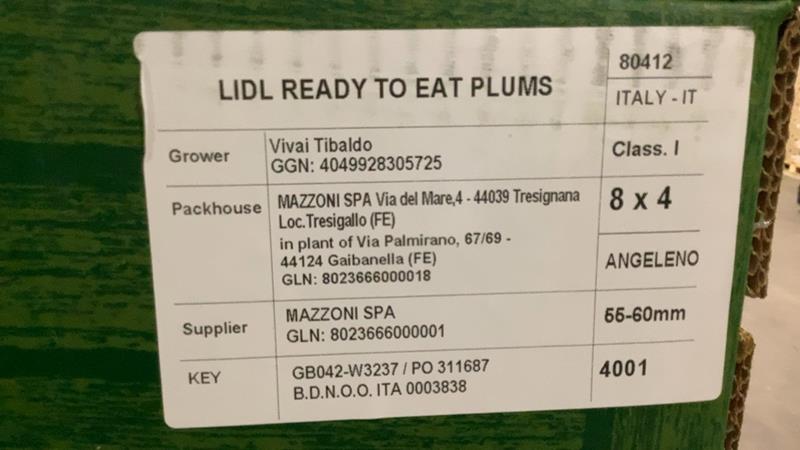 LIDL READY TO EAT PLUMS
80412
ITALY - IT
Grower
Vivai Tibaldo
GGN: 4049928305725
Class. I
Packhouse
MAZZONI SPA Via del Mare,4 - 44039 Tresignana
Loc.Tresigallo (FE)
in plant of Via Palmirano, 67/69 -
44124 Gaibanella (FE)
GLN: 8023666000018
8 x 4
ANGELENO
Supplier
MAZZONI SPA
GLN: 8023666000001
55-60mm
KEY
GB042-W3237 / PO 311687
B.D.N.O.O. ITA 0003838
4001